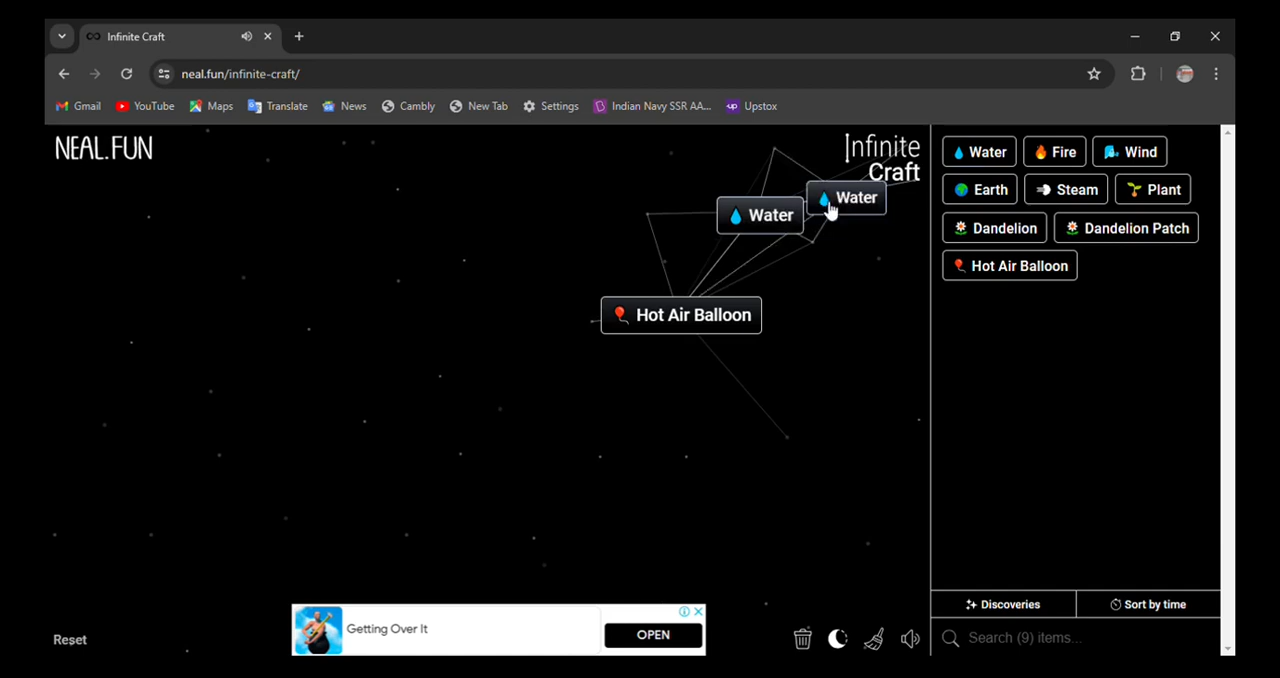 Infinite Craft
neal.fun/infinite-craft/
Gmail YouTube Maps Translate News Cambly New Tab Settings Indian Navy SSR AA... Upstox
NEAL.FUN
Infinite
Craft
Water
Water
Hot Air Balloon
Water Fire Wind
Earth Steam Plant
Dandelion Dandelion Patch
Hot Air Balloon
Discoveries Sort by time
Search (9) items...
Getting Over It
OPEN
Reset